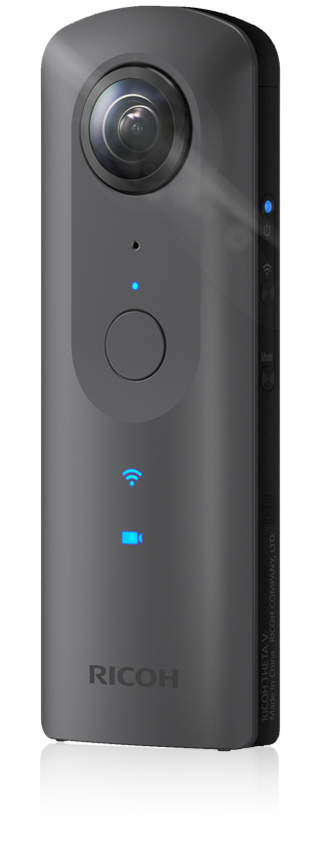 RICOH
RICOH THETA V RICOH COMPANY, LTD.
Made in China